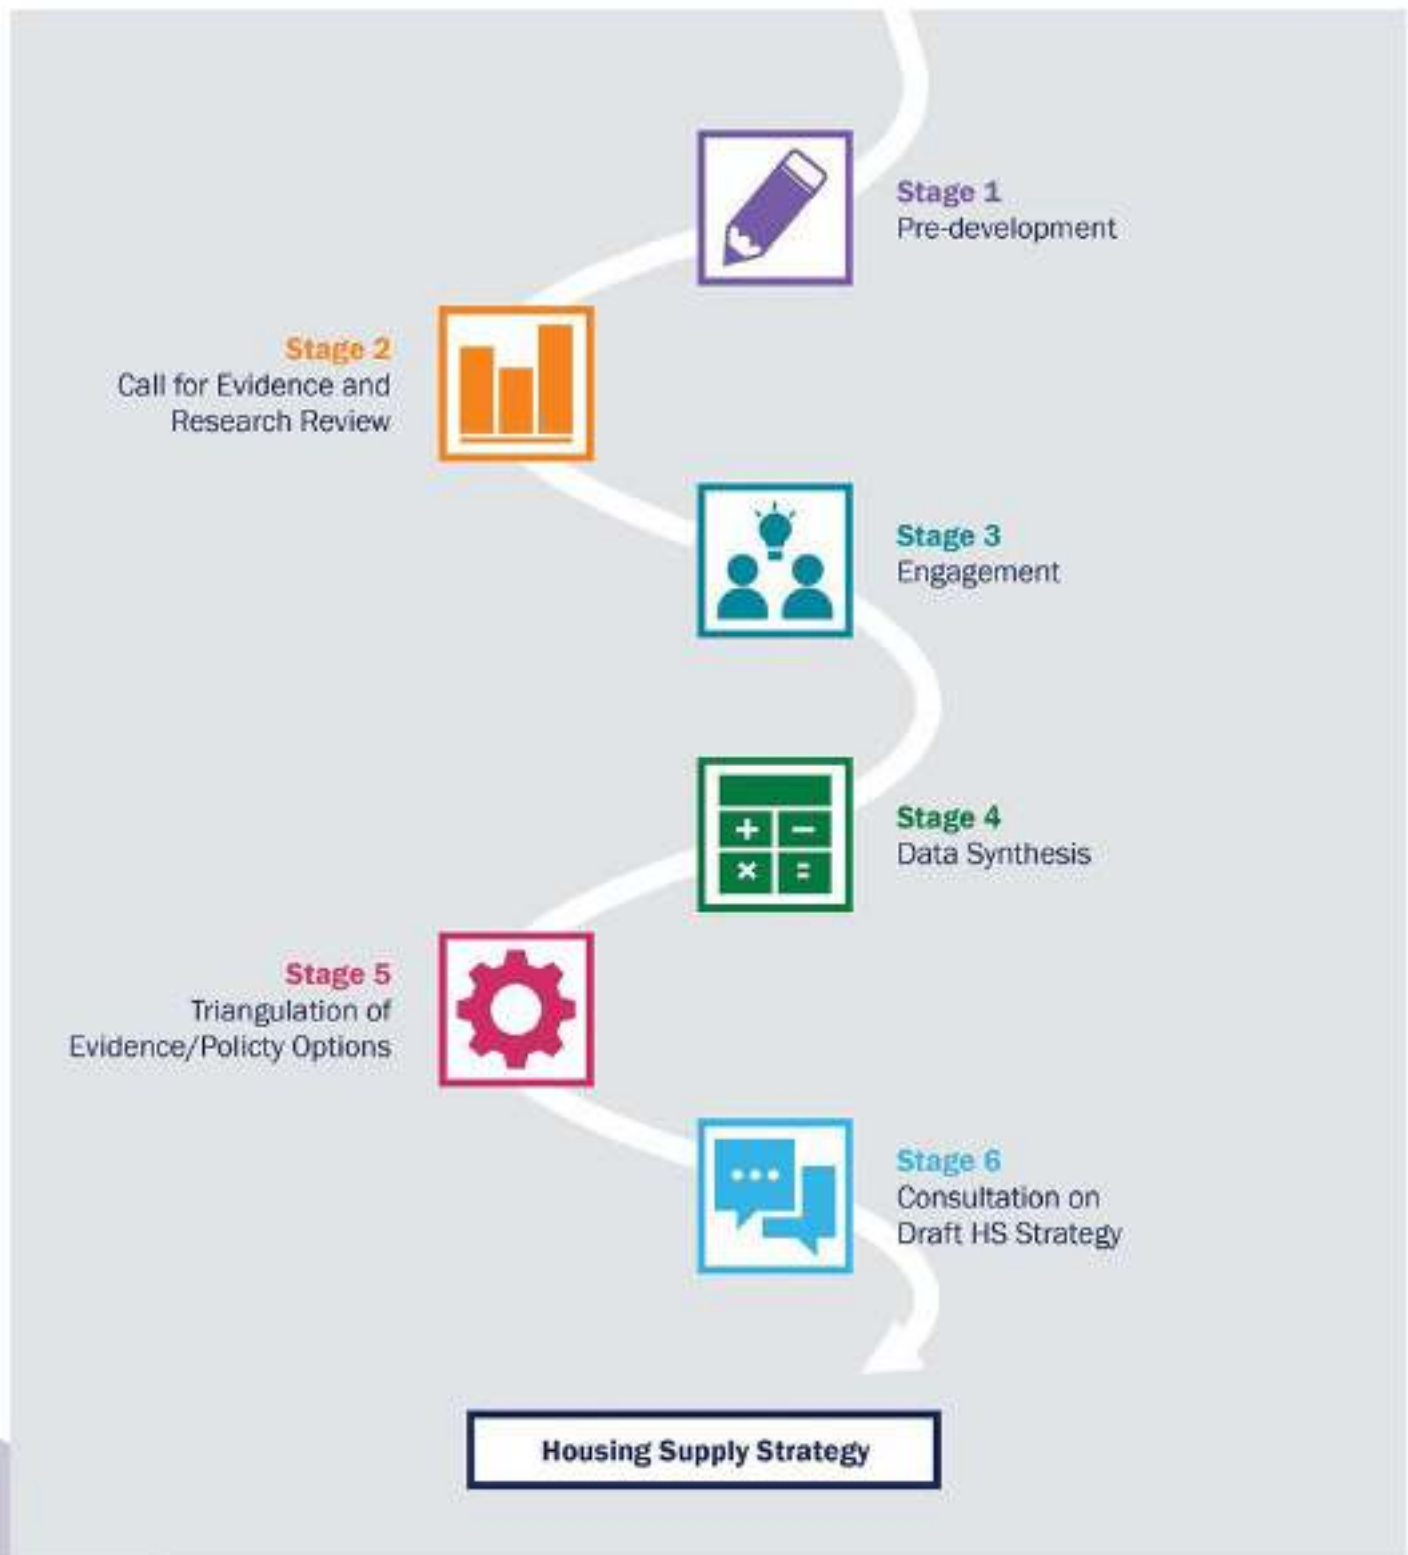 Stage 1
Pre-development
Stage 2
Call for Evidence and
Research Review
Stage 3
Engagement
Stage 4
Data Synthesis
Stage 5
Triangulation of
Evidence/Policty Options
Stage 6
Consultation on
Draft HS Strategy
Housing Supply Strategy